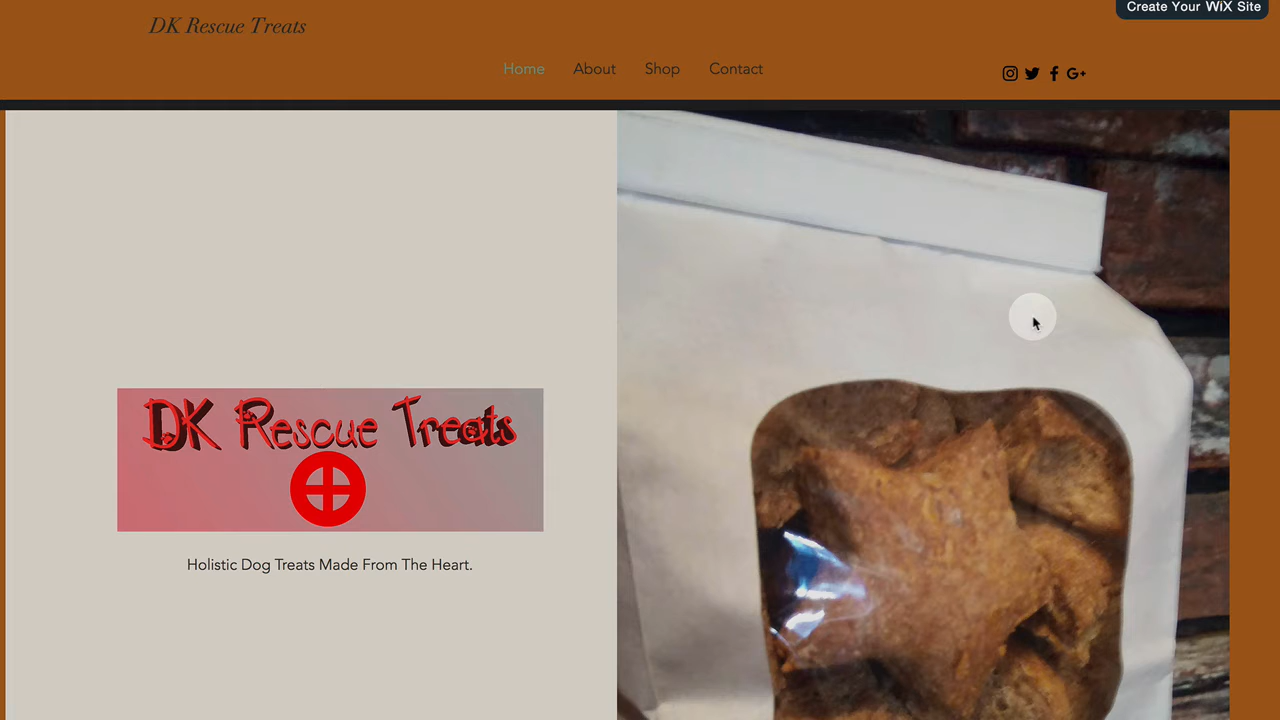 Create Your WiX Site
DK Rescue Treats
Home About Shop Contact
G+
DK Rescue Treats
Holistic Dog Treats Made From The Heart.